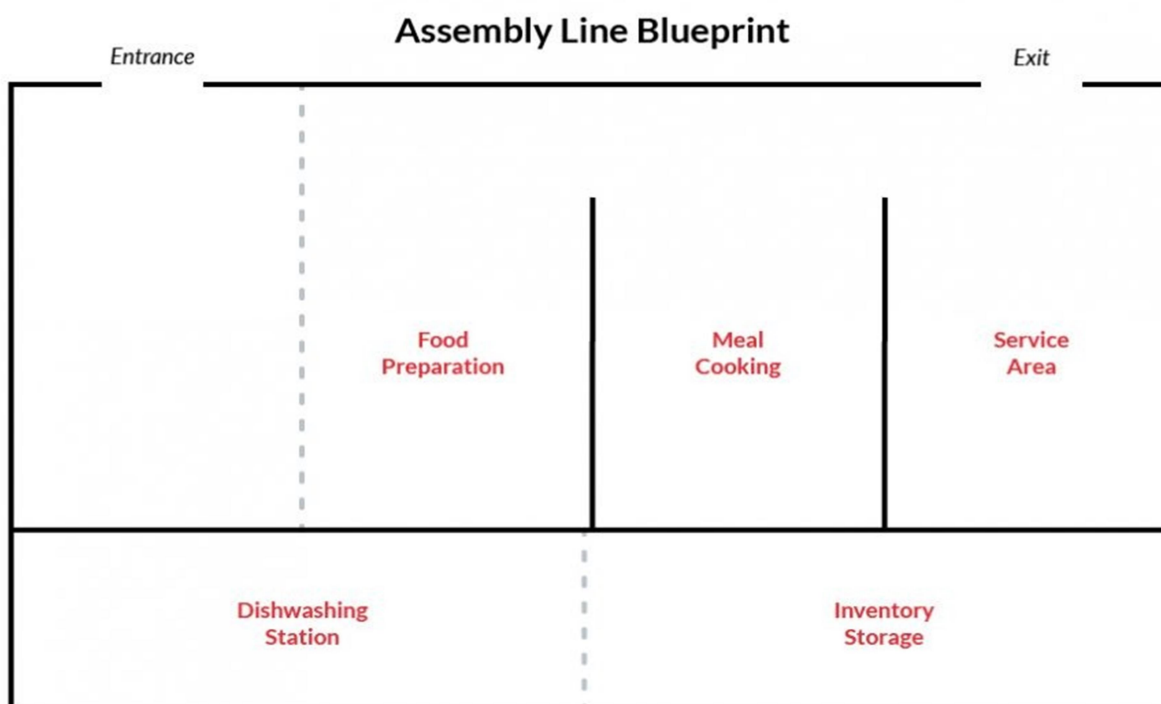 Assembly Line Blueprint
Entrance
Exit
Food
Preparation
Meal
Cooking
Service
Area
Dishwashing
Station
Inventory
Storage